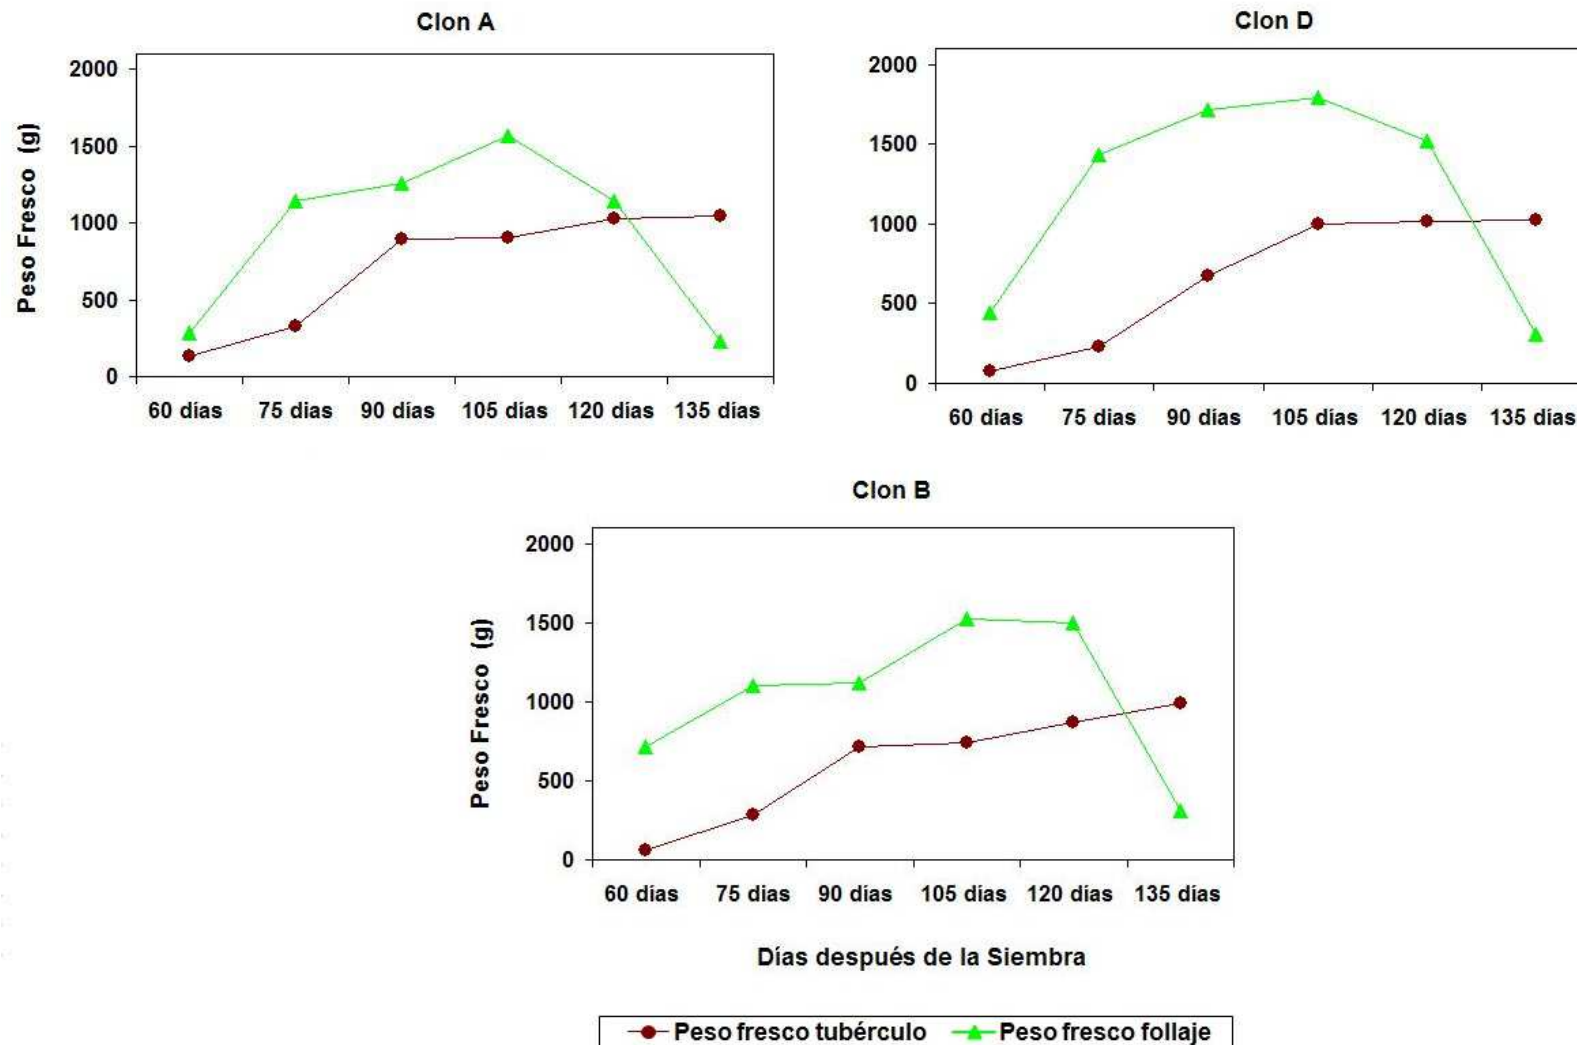 Clon A
Peso Fresco (g)
2000
1500
1000
500
0
60 días 75 días 90 días 105 días 120 días 135 días
Clon D
2000
1500
1000
500
0
60 días 75 días 90 días 105 días 120 días 135 días
Clon B
Peso Fresco (g)
2000
1500
1000
500
0
60 días 75 días 90 días 105 días 120 días 135 días
Días después de la Siembra
Peso fresco tubérculo Peso fresco follaje